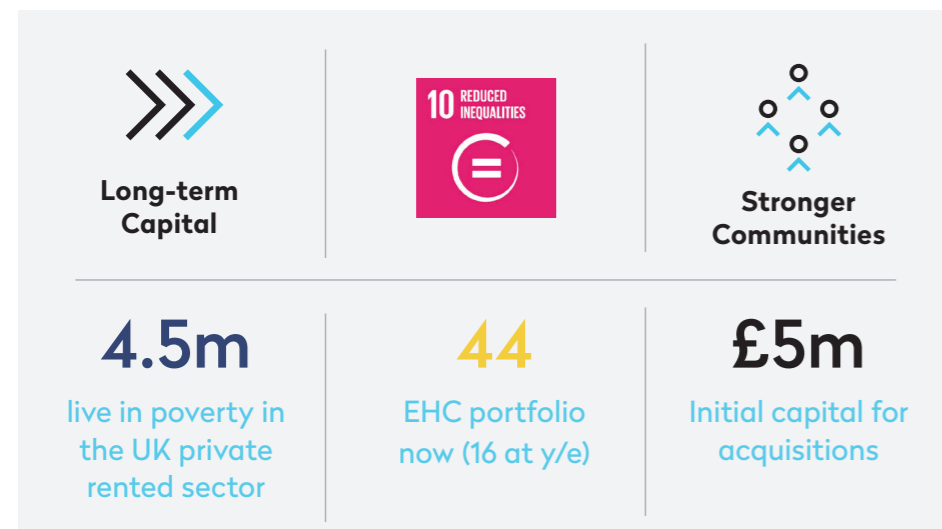 Long-term
Capital
10 REDUCED
INEQUALITIES
Stronger
Communities
4.5m
live in poverty in
the UK private
rented sector
44
EHC portfolio
now (16 at y/e)
£5m
Initial capital for
acquisitions